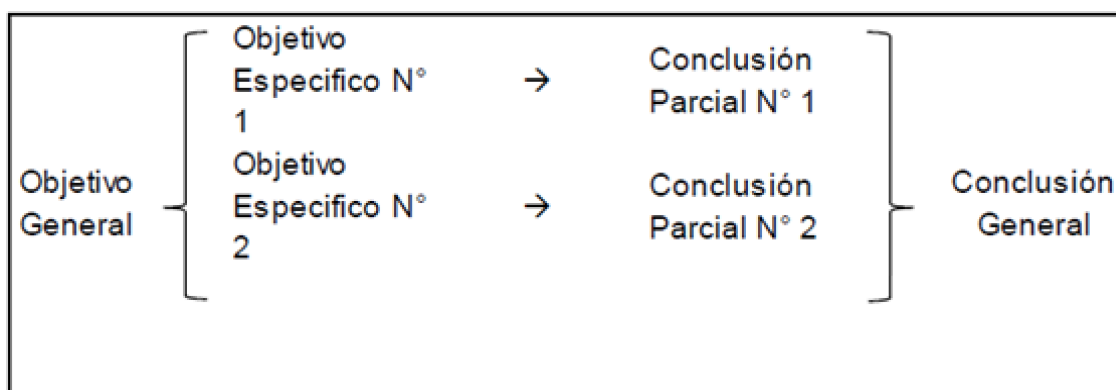 Objetivo
General
Objetivo
Especifico N°
1
→
Conclusión
Parcial N° 1
Objetivo
Especifico N°
2
→
Conclusión
Parcial N° 2
Conclusión
General